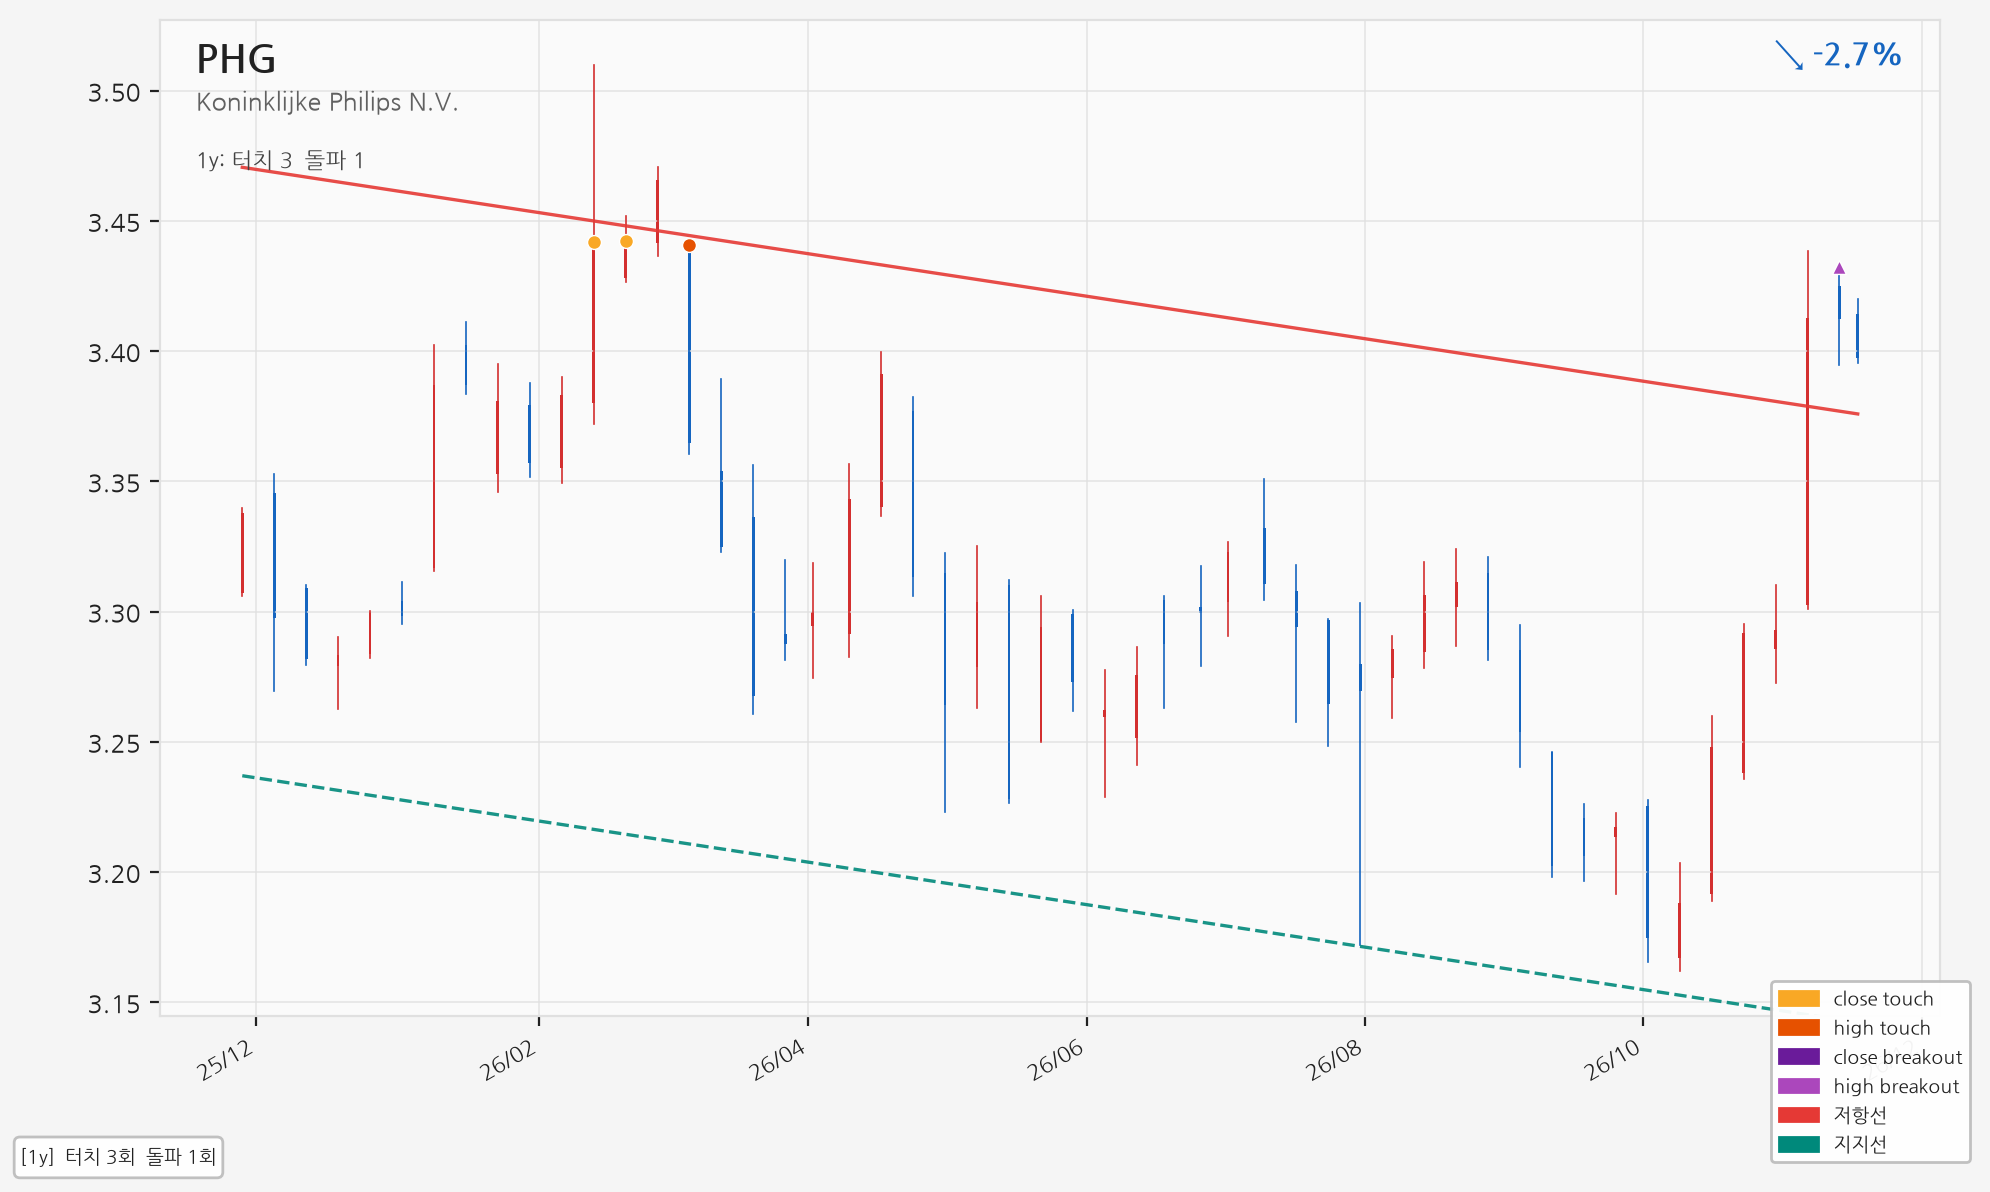 PHG
-2.7%
Koninklijke Philips N.V.
1y: 터치 3 돌파 1
3.50
3.45
3.40
3.35
3.30
3.25
3.20
3.15
25/12
26/02
26/04
26/06
26/08
26/10
close touch
high touch
close breakout
high breakout
저항선
지지선
[1y] 터치 3회 돌파 1회